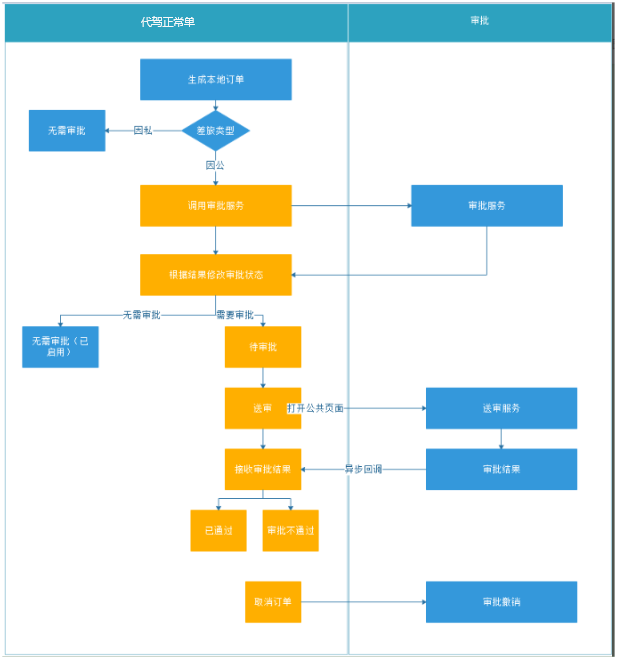 代驾正常单
审批
生成本地订单
无需审批
因私
差旅类型
因公
调用审批服务
审批服务
根据结果修改审批状态
无需审批
需要审批
无需审批（已
启用）
待审批
送审
打开公共页面
送审服务
接收审批结果
异步回调
审批结果
已通过
审批不通过
取消订单
审批撤销